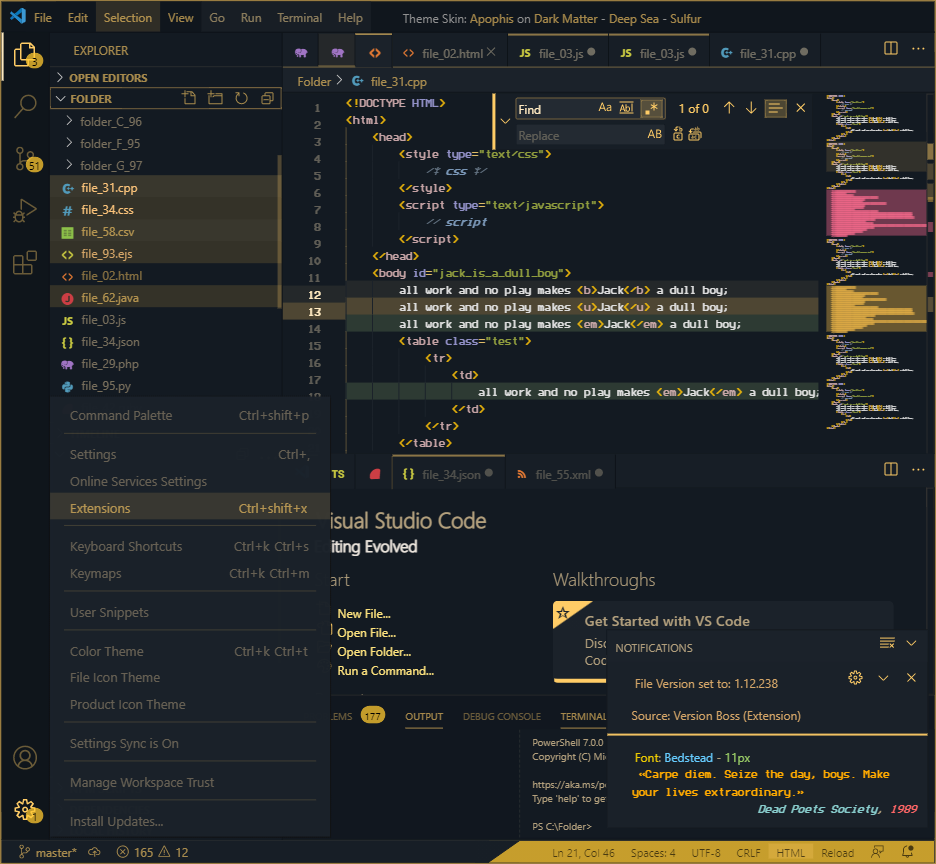 File Edit Selection View Go Run Terminal Help Theme Skin: Apophis on Dark Matter - Deep Sea - Sulfur
3
51
1
EXPLORER
OPEN EDITORS
FOLDER
folder_C_96
folder_F_95
folder_G_97
file_31.cpp
file_34.css
file_58.csv
file_93.ejs
file_02.html
file_62.java
file_03.js
file_34.json
file_29.php
file_95.py
Command Palette Ctrl+shift+p
Settings Ctrl+,
Online Services Settings
Extensions Ctrl+shift+x
Keyboard Shortcuts Ctrl+k Ctrl+s
Keymaps Ctrl+k Ctrl+m
User Snippets
Color Theme Ctrl+k Ctrl+t
File Icon Theme
Product Icon Theme
Settings Sync is On
Manage Workspace Trust
Install Updates...
file_02.html JS file_03.js JS file_03.js file_31.cpp
Folder > file_31.cpp
Find Aa Abl .* 1 of 0
Replace AB
1 <!DOCTYPE HTML>
2 <html>
3 <head>
4 <style type="text/css">
5 /* css */
6 </style>
7 <script type="text/javascript">
8 // script
9 </script>
10 </head>
11 <body id="jack_is_a_dull_boy">
12 all work and no play makes <b>Jack</b> a dull boy;
13 all work and no play makes <u>Jack</u> a dull boy;
14 all work and no play makes <em>Jack</em> a dull boy;
15 <table class="test">
16 <tr>
17 <td>
18 all work and no play makes <em>Jack</em> a dull boy;
</td>
</tr>
</table>
TS file_34.json file_55.xml
isual Studio Code
iting Evolved
art
New File...
Open File...
Open Folder...
Run a Command...
Walkthroughs
Get Started with VS Code
Disc
Coc
NOTIFICATIONS
File Version set to: 1.12.238
Source: Version Boss (Extension)
Font: Bedstead - 11px
«Carpe diem. Seize the day, boys. Make
your lives extraordinary.»
Dead Poets Society, 1989
LEMS 177 OUTPUT DEBUG CONSOLE TERMINAL
PowerShell 7.0.0
Copyright (C) Mi
https://aka.ms/p
Type 'help' to ge
PS C:\Folder>
master* 165 12 Ln 21, Col 46 Spaces: 4 UTF-8 CRLF HTML Reload